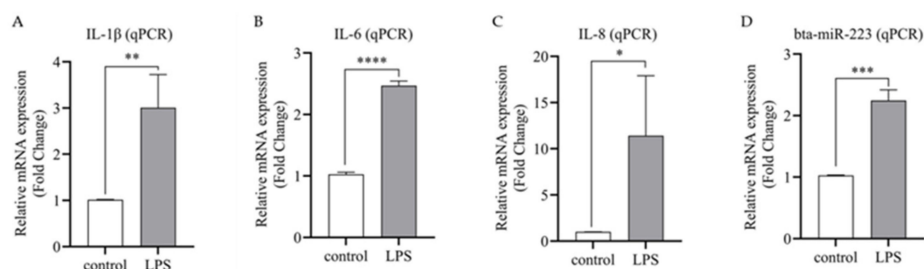 A
IL-1β (qPCR)
**
Relative mRNA expression
(Fold Change)
4
3
2
1
0
control LPS
B
IL-6 (qPCR)
****
Relative mRNA expression
(Fold Change)
3
2
1
0
control LPS
C
IL-8 (qPCR)
*
Relative mRNA expression
(Fold Change)
20
15
10
5
0
control LPS
D
bta-miR-223 (qPCR)
***
Relative mRNA expression
(Fold Change)
3
2
1
0
control LPS